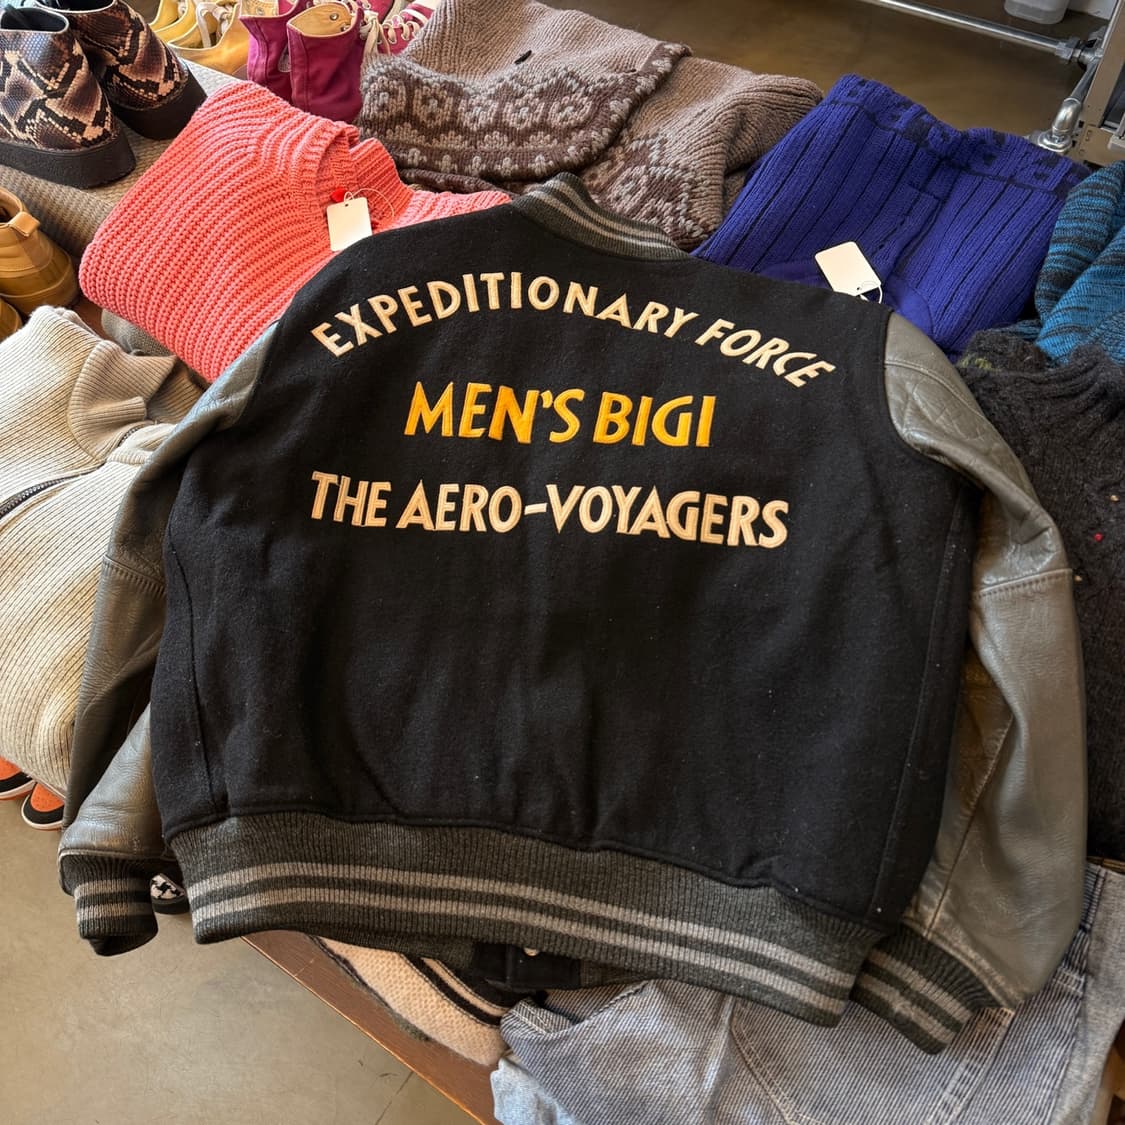 EXPEDITIONARY FORCE
MEN'S BIGI
THE AERO-VOYAGERS